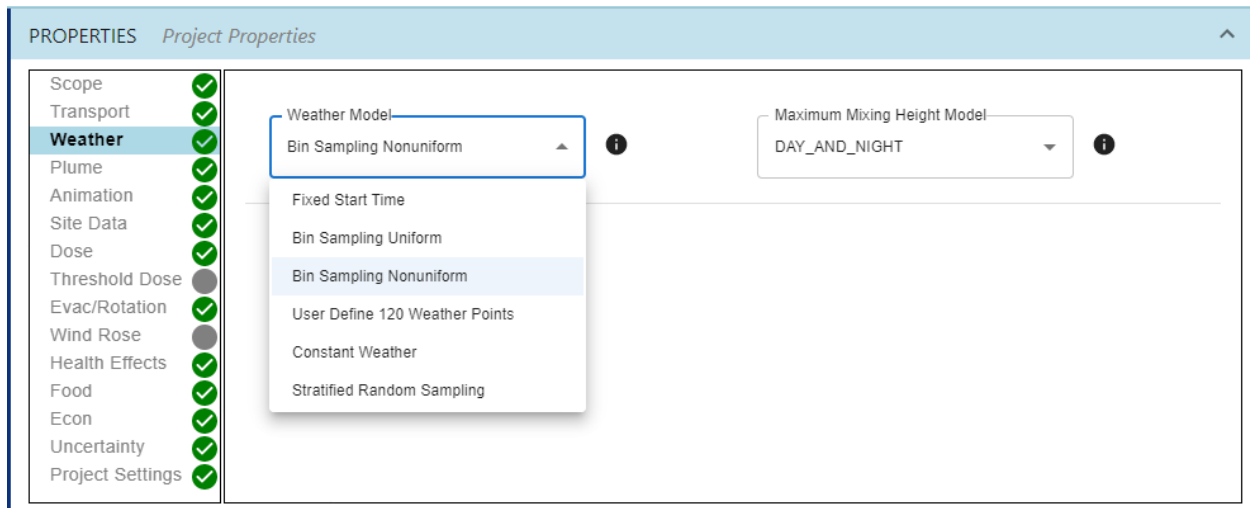 PROPERTIES Project Properties
Scope
Transport
Weather
Plume
Animation
Site Data
Dose
Threshold Dose
Evac/Rotation
Wind Rose
Health Effects
Food
Econ
Uncertainty
Project Settings
Weather Model
Bin Sampling Nonuniform
Fixed Start Time
Bin Sampling Uniform
Bin Sampling Nonuniform
User Define 120 Weather Points
Constant Weather
Stratified Random Sampling
Maximum Mixing Height Model
DAY_AND_NIGHT